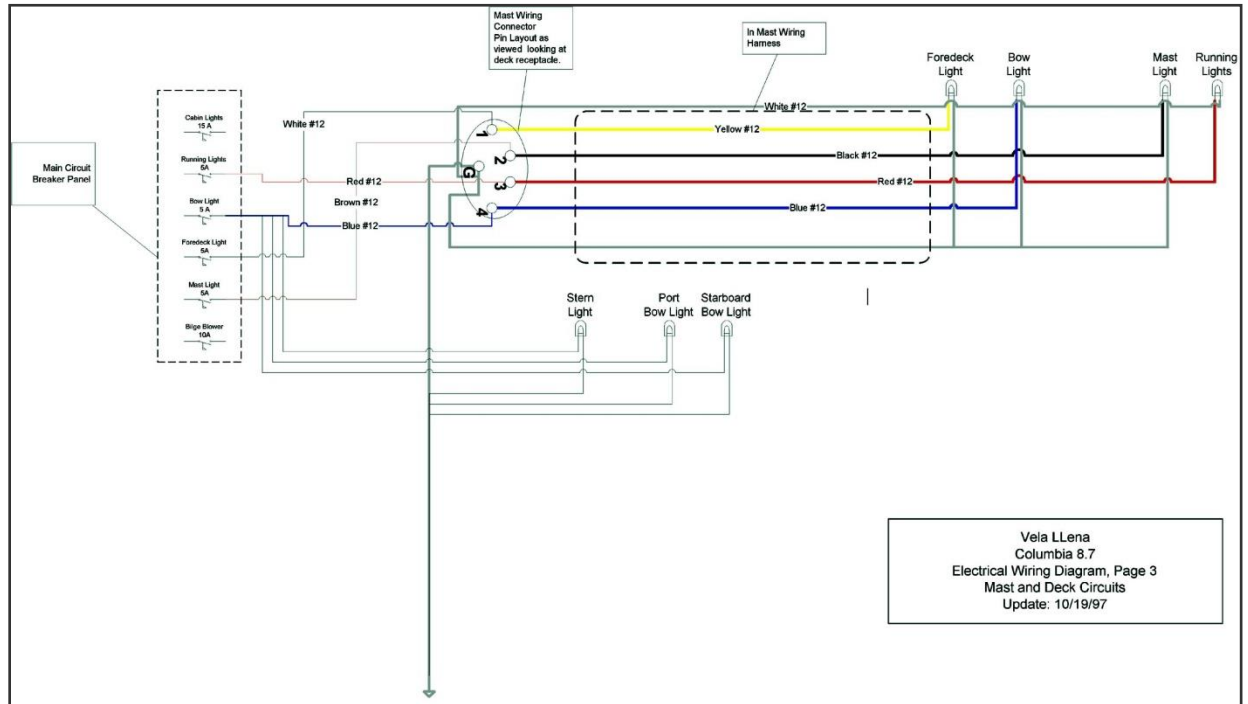 Mast Wiring
Connector
Pin Layout as
viewed looking at
deck receptacle.
In Mast Wiring
Harness
Foredeck
Light
Bow
Light
Mast
Light
Running
Lights
Main Circuit
Breaker Panel
Cabin Lights
15 A
Running Lights
5A
Bow Light
5 A
Foredeck Light
5A
Mast Light
5A
Bilge Blower
10A
White #12
Red #12
Brown #12
Blue #12
1
2
G
3
4
White #12
Yellow #12
Black #12
Red #12
Blue #12
Stern
Light
Port
Bow Light
Starboard
Bow Light
Vela LLena
Columbia 8.7
Electrical Wiring Diagram, Page 3
Mast and Deck Circuits
Update: 10/19/97